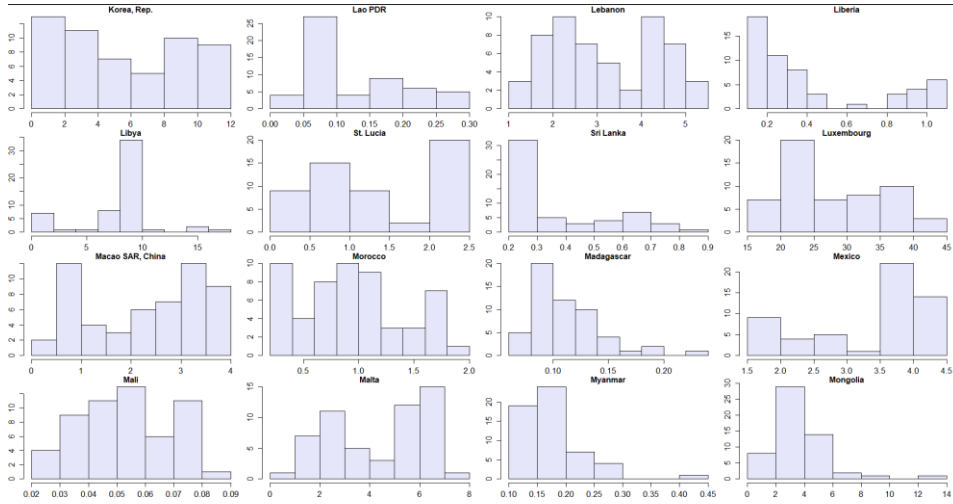 Korea, Rep.
0 2 4 6 8 10
0 2 4 6 8 10 12
Lao PDR
0 5 10 15 20 25
0.00 0.05 0.10 0.15 0.20 0.25 0.30
Lebanon
0 2 4 6 8 10
1 2 3 4 5
Liberia
0 5 10 15
0.2 0.4 0.6 0.8 1.0
Libya
0 5 10 20 30
0 5 10 15
St. Lucia
0 5 10 15 20
0.0 0.5 1.0 1.5 2.0 2.5
Sri Lanka
0 5 10 20 30
0.2 0.3 0.4 0.5 0.6 0.7 0.8 0.9
Luxembourg
0 5 10 15 20
15 20 25 30 35 40 45
Macao SAR, China
0 2 4 6 8 10
0 1 2 3 4
Morocco
0 2 4 6 8 10
0.5 1.0 1.5 2.0
Madagascar
0 5 10 15 20
0.10 0.15 0.20
Mexico
0 5 10 15 20
1.5 2.0 2.5 3.0 3.5 4.0 4.5
Mali
0 2 4 6 8 10
0.02 0.03 0.04 0.05 0.06 0.07 0.08 0.09
Malta
0 5 10 15
0 2 4 6 8
Myanmar
0 5 10 20
0.10 0.15 0.20 0.25 0.30 0.35 0.40 0.45
Mongolia
0 5 10 20 30
0 2 4 6 8 10 12 14